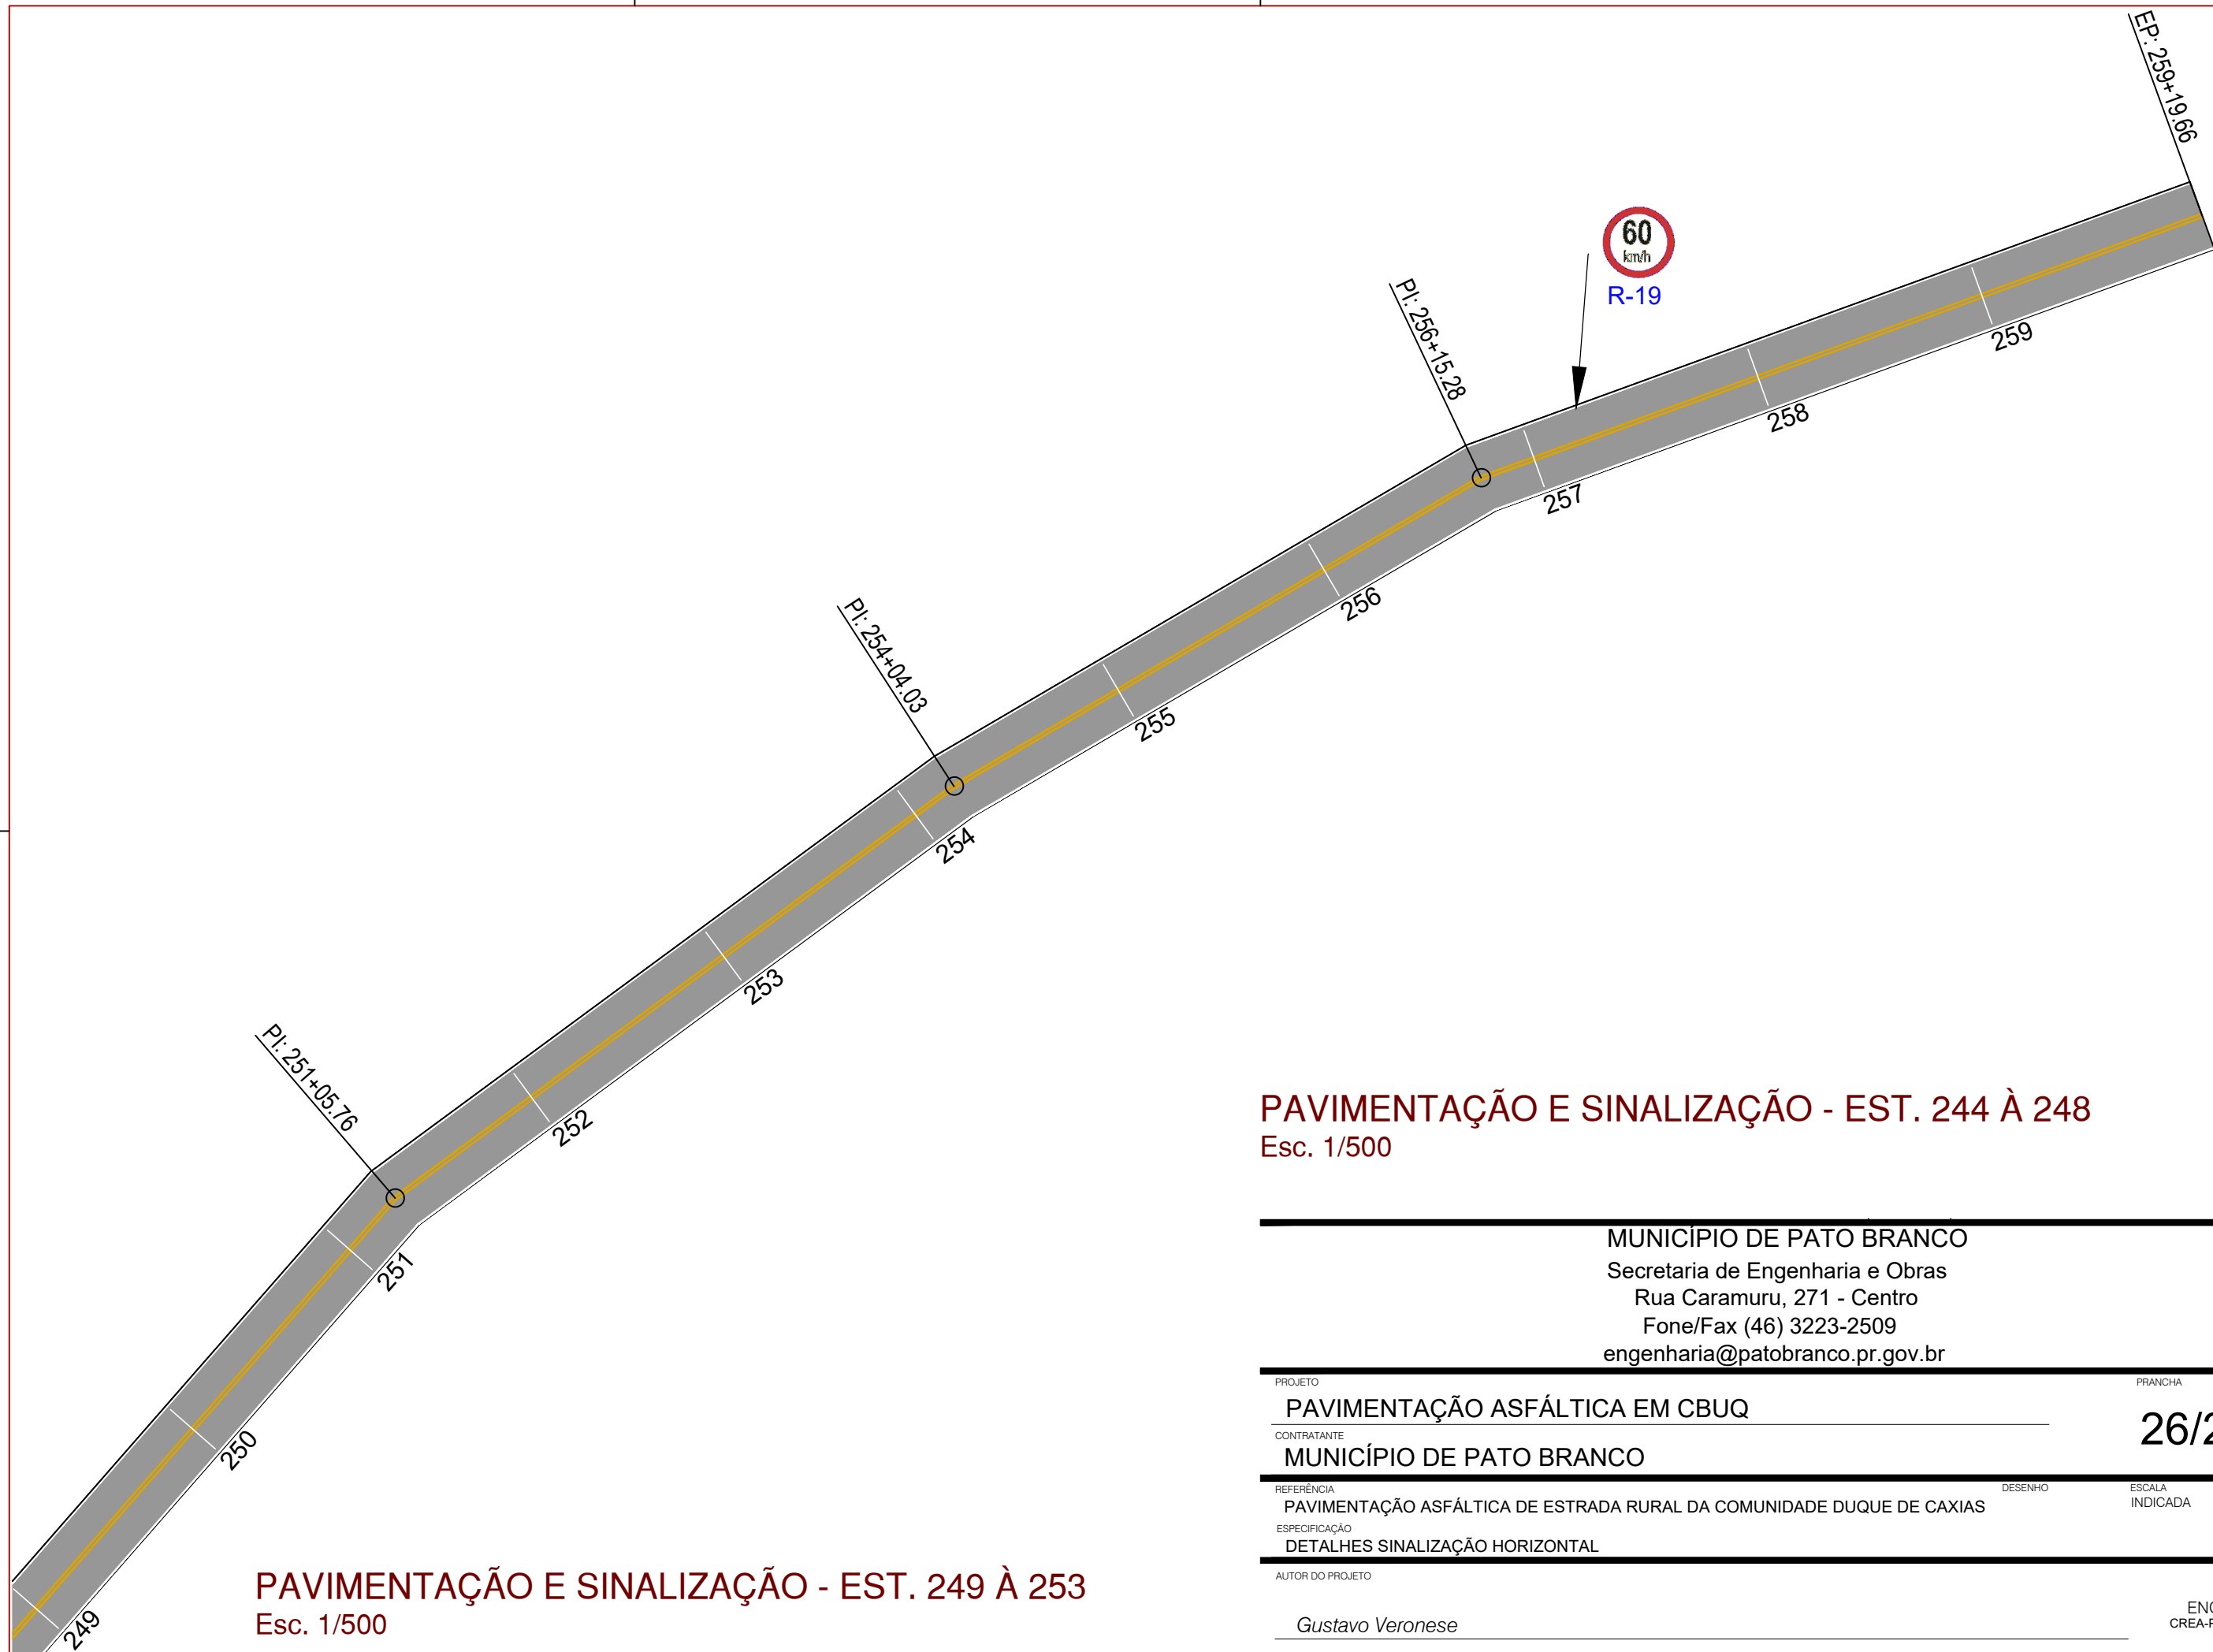 EP: 259+19.66
60
km/h
R-19
PI: 256+15.28
259
258
257
256
PI: 254+04.03
255
254
253
PI: 251+05.76
252
251
250
249
PAVIMENTAÇÃO E SINALIZAÇÃO - EST. 244 À 248
Esc. 1/500
MUNICÍPIO DE PATO BRANCO
Secretaria de Engenharia e Obras
Rua Caramuru, 271 - Centro
Fone/Fax (46) 3223-2509
engenharia@patobranco.pr.gov.br
PROJETO
PAVIMENTAÇÃO ASFÁLTICA EM CBUQ
PRANCHA
26/2
CONTRATANTE
MUNICÍPIO DE PATO BRANCO
REFERÊNCIA
PAVIMENTAÇÃO ASFÁLTICA DE ESTRADA RURAL DA COMUNIDADE DUQUE DE CAXIAS
DESENHO
ESCALA
INDICADA
ESPECIFICAÇÃO
DETALHES SINALIZAÇÃO HORIZONTAL
AUTOR DO PROJETO
Gustavo Veronese
PAVIMENTAÇÃO E SINALIZAÇÃO - EST. 249 À 253
Esc. 1/500